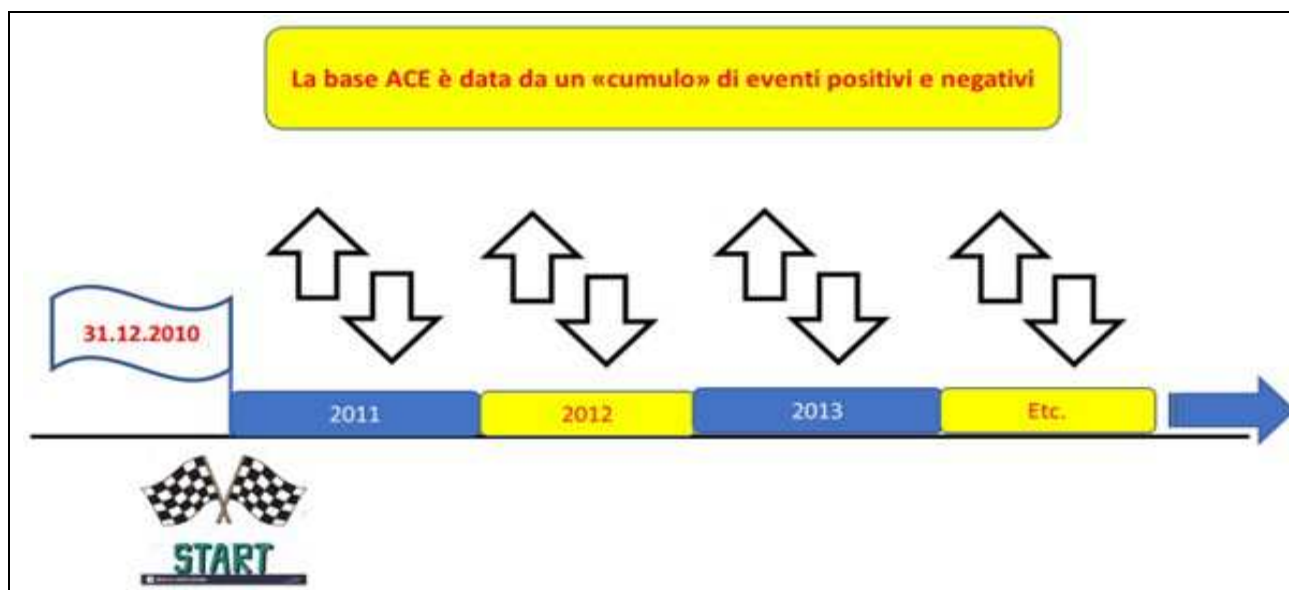 La base ACE è data da un «cumulo» di eventi positivi e negativi
31.12.2010
2011
2012
2013
Etc.
START